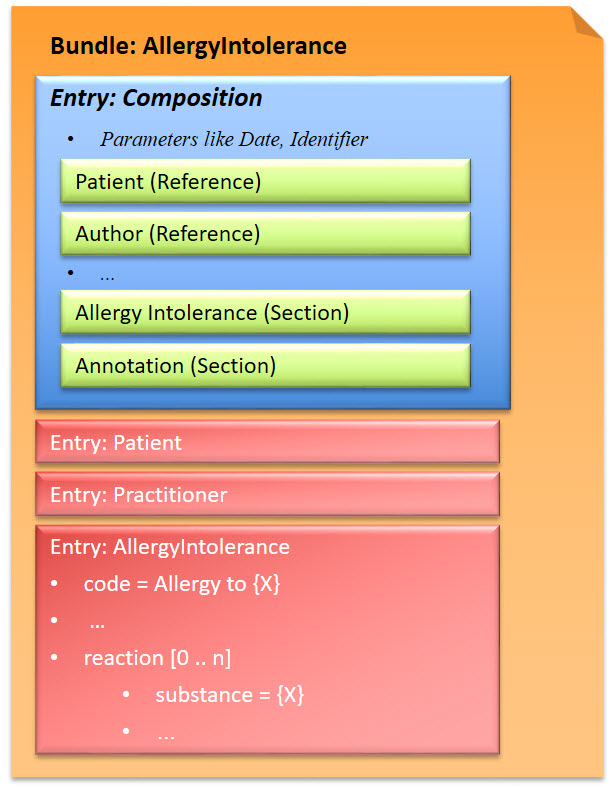 Bundle: AllergyIntolerance
Entry: Composition
• Parameters like Date, Identifier
Patient (Reference)
Author (Reference)
• ...
Allergy Intolerance (Section)
Annotation (Section)
Entry: Patient
Entry: Practitioner
Entry: AllergyIntolerance
• code = Allergy to {X}
• ...
• reaction [0 .. n]
• substance = {X}
• ...